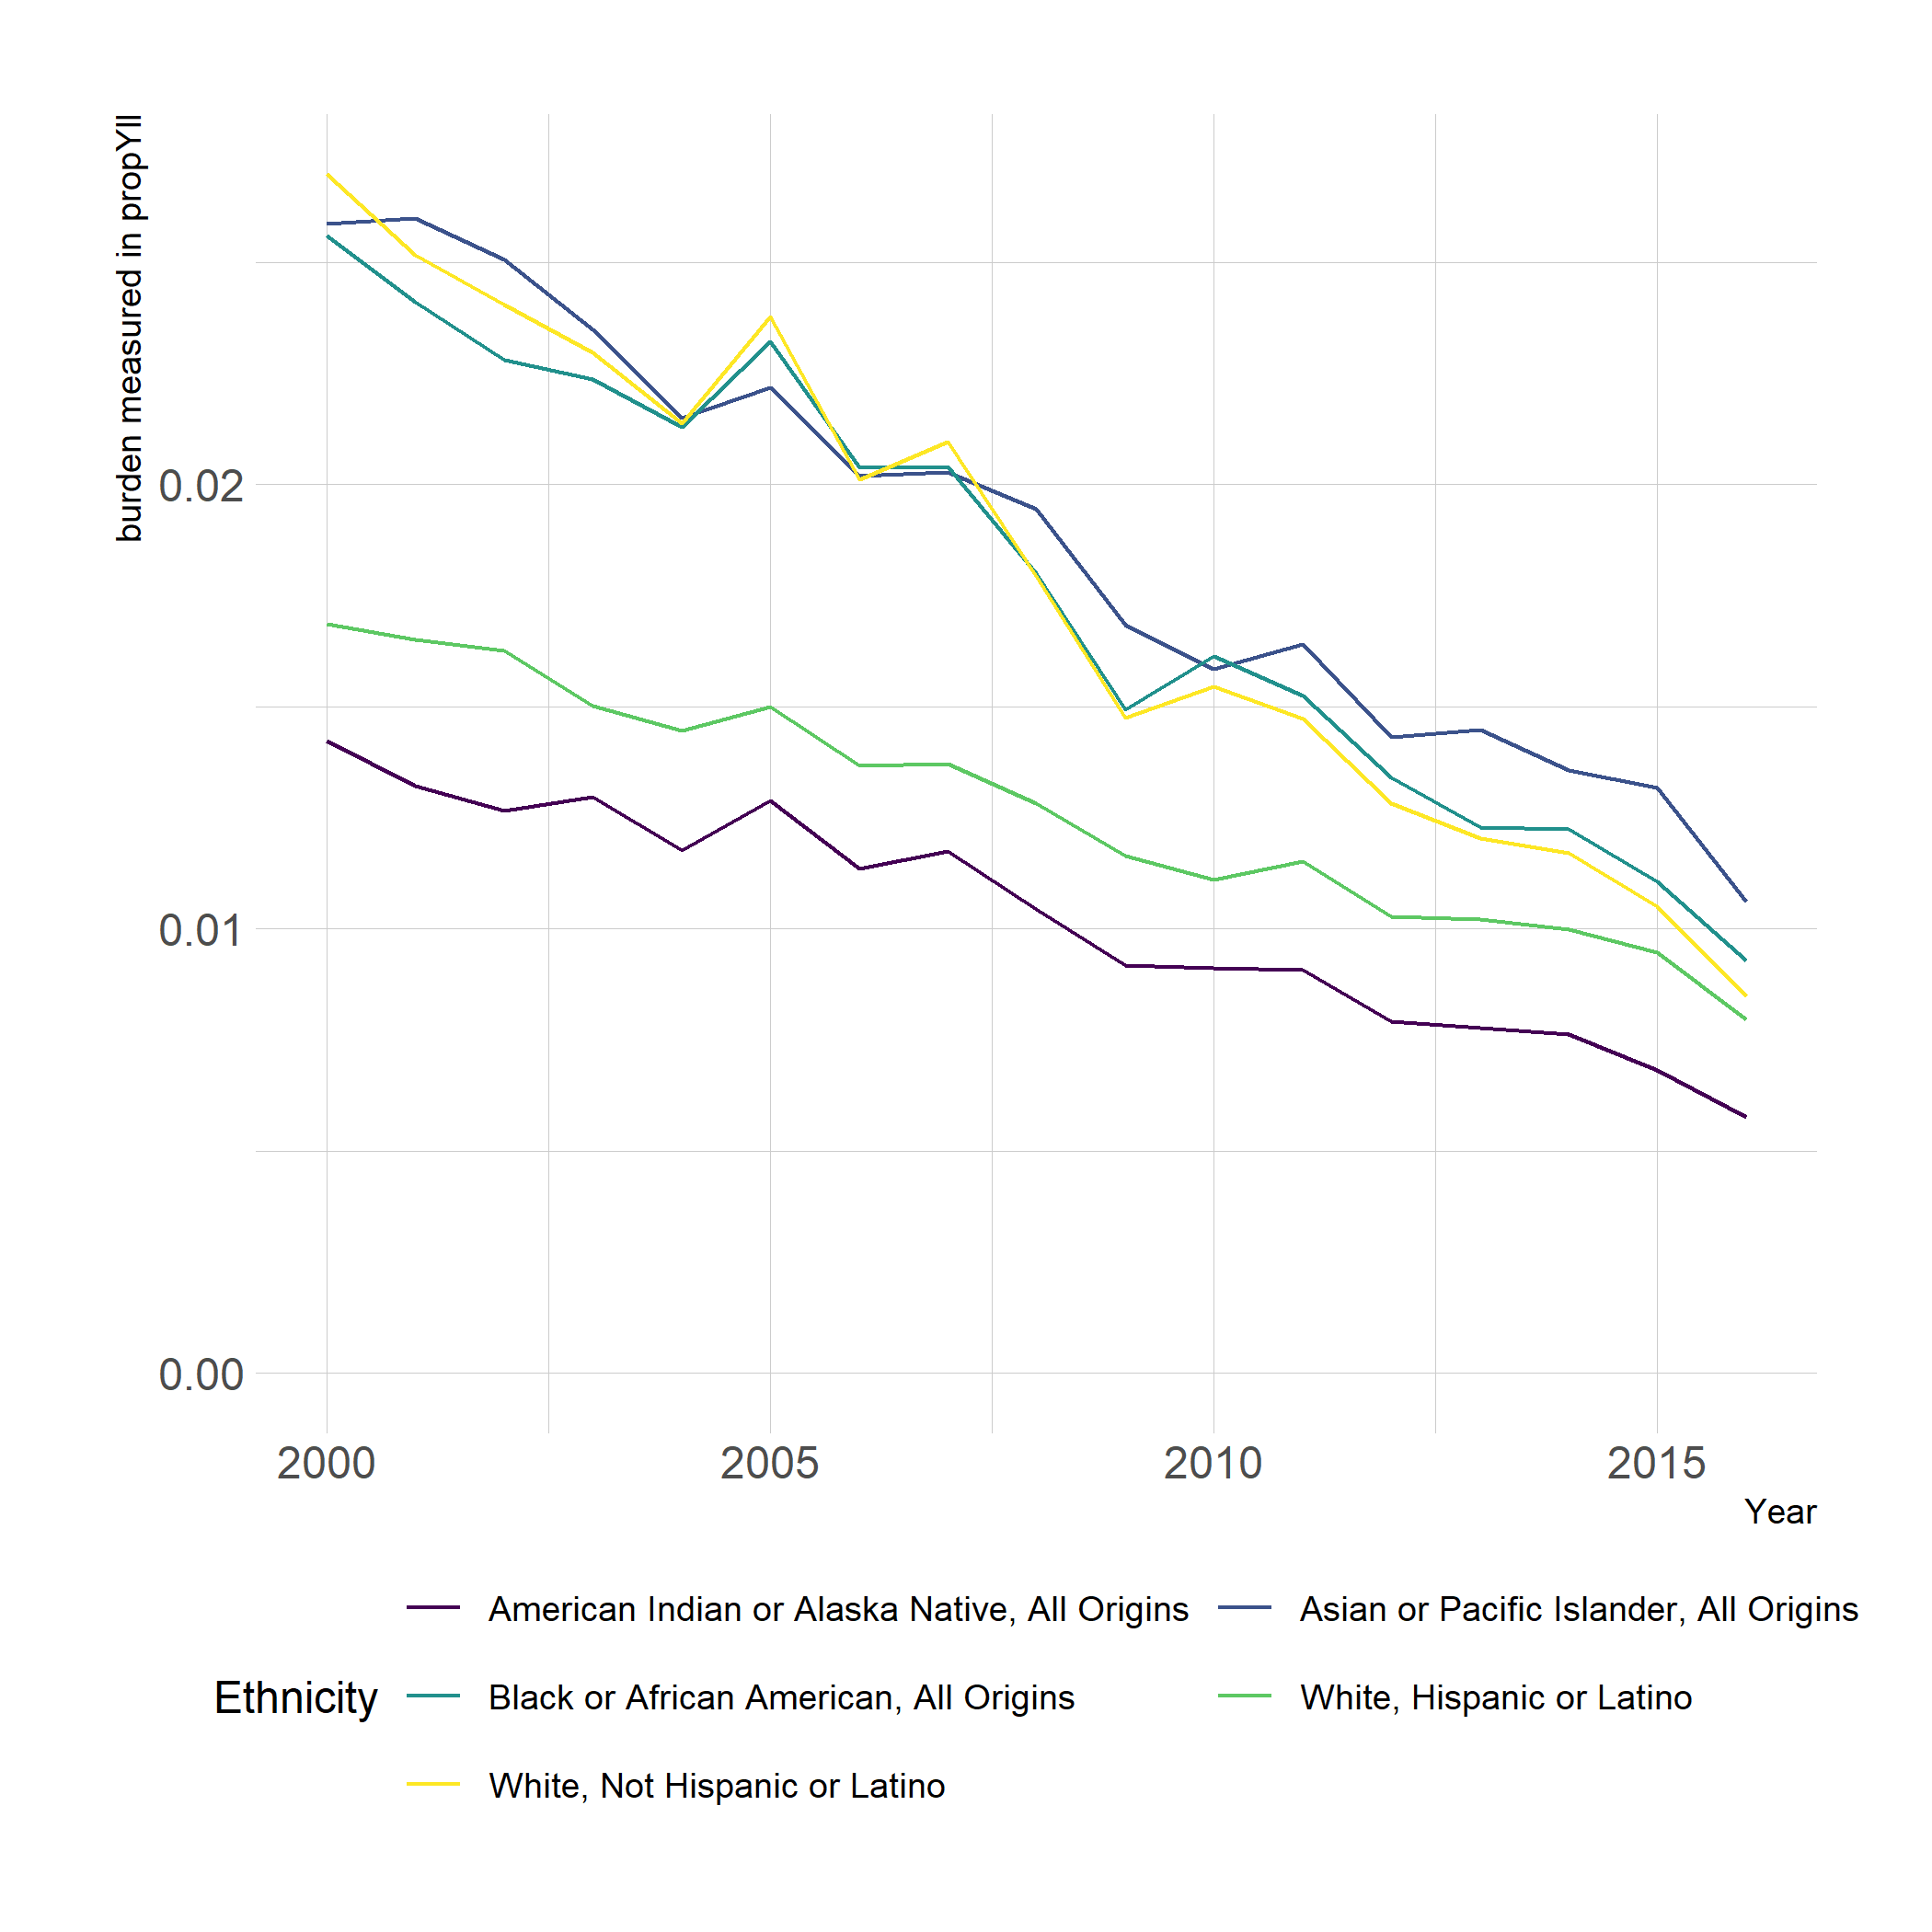 burden measured in propYll
0.02
0.01
0.00
2000 2005 2010 2015
Year
Ethnicity
American Indian or Alaska Native, All Origins
Asian or Pacific Islander, All Origins
Black or African American, All Origins
White, Hispanic or Latino
White, Not Hispanic or Latino